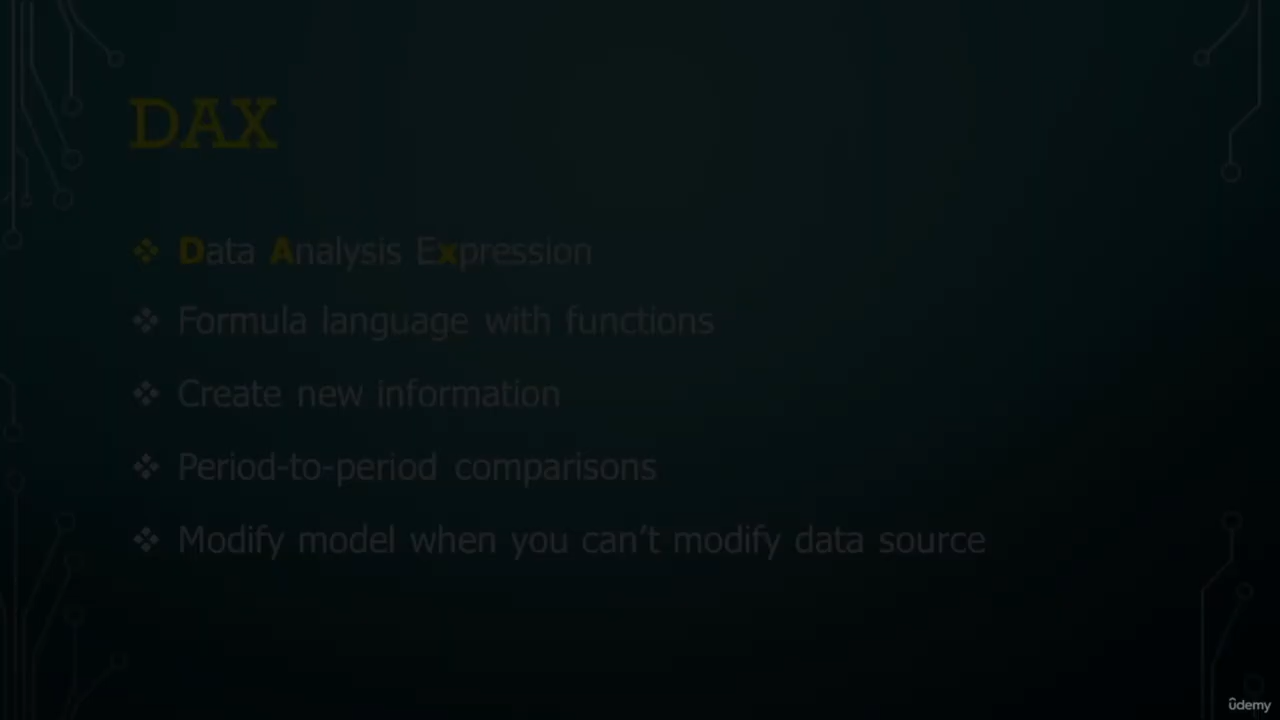 DAX
❖ Data Analysis Expression
❖ Formula language with functions
❖ Create new information
❖ Period-to-period comparisons
❖ Modify model when you can't modify data source
ûdemy